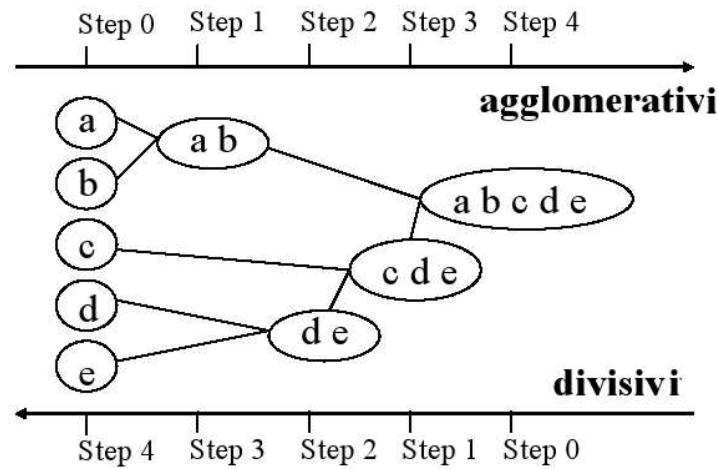 Step 0 Step 1 Step 2 Step 3 Step 4
agglomerativi
a
a b
b
a b c d e
c
c d e
d
d e
e
divisivi
Step 4 Step 3 Step 2 Step 1 Step 0